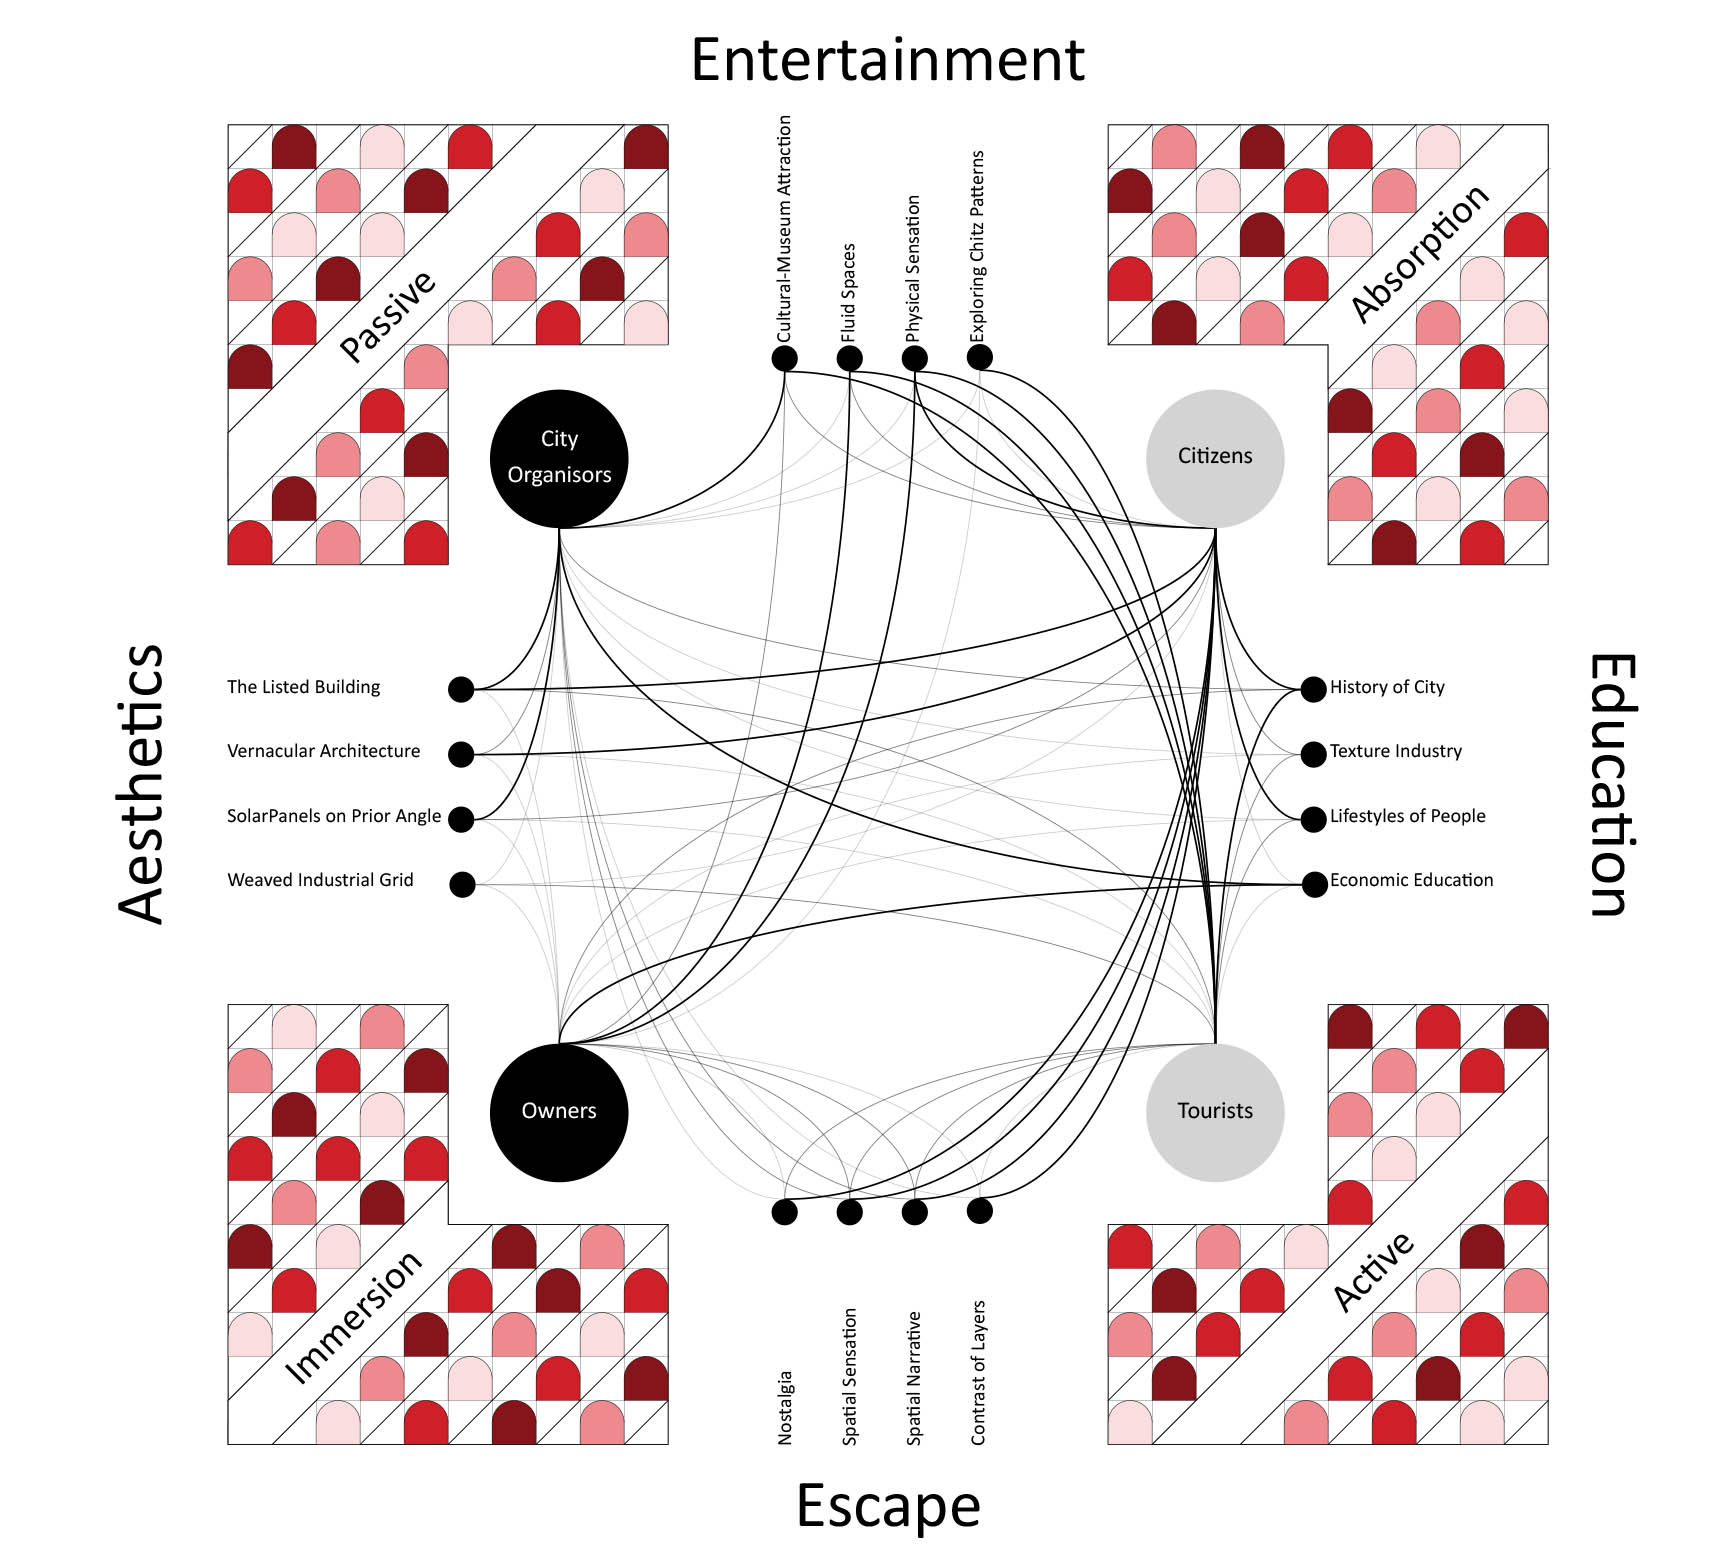 Entertainment
Cultural-Museum Attraction
Fluid Spaces
Physical Sensation
Exploring Chitz Patterns
Passive
Absorption
City
Organisors
Citizens
Aesthetics
The Listed Building
Vernacular Architecture
SolarPanels on Prior Angle
Weaved Industrial Grid
History of City
Texture Industry
Lifestyles of People
Economic Education
Education
Owners
Tourists
Immersion
Active
Nostalgia
Spatial Sensation
Spatial Narrative
Contrast of Layers
Escape